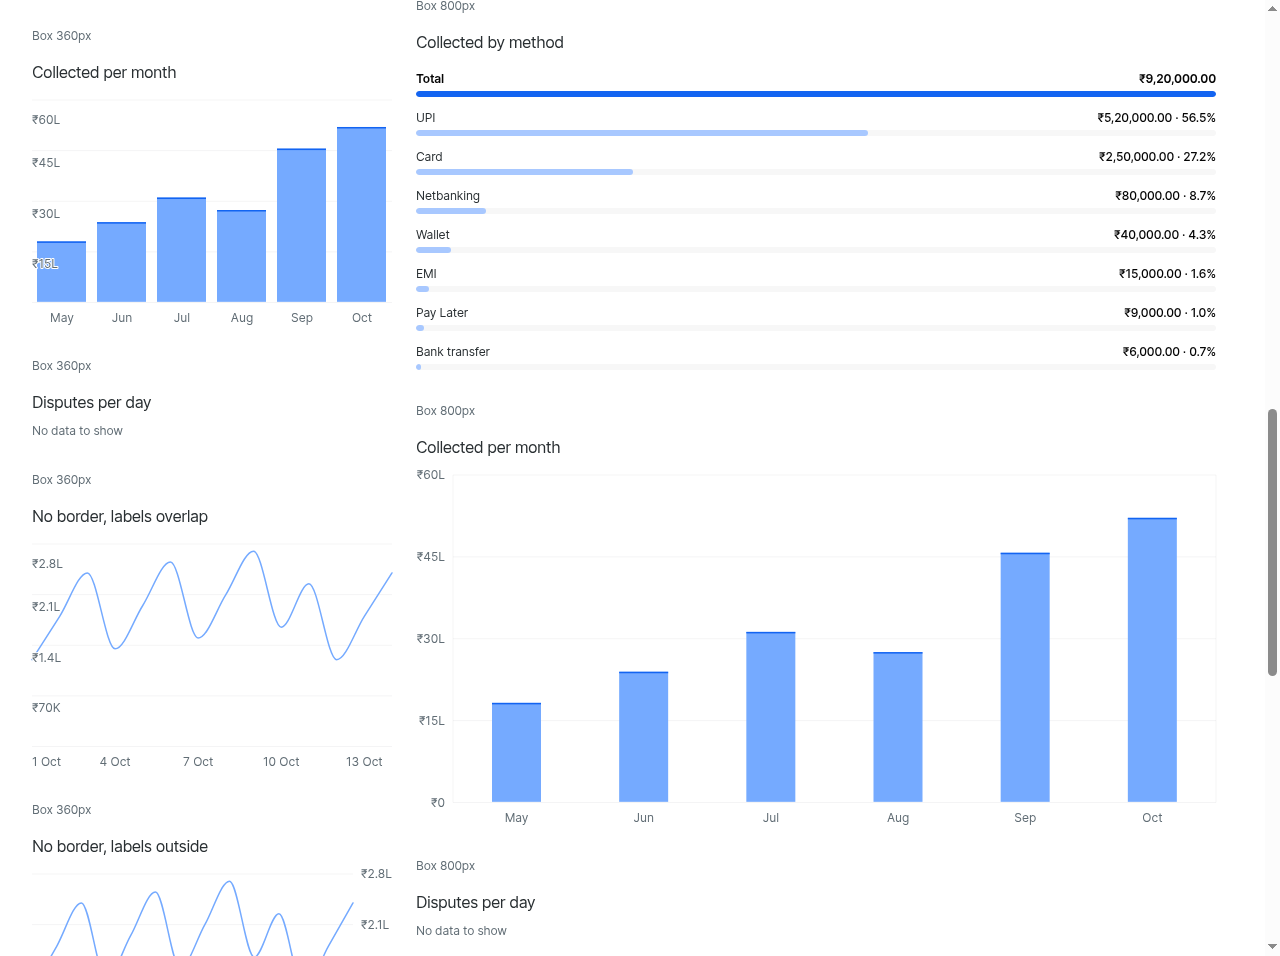 Box 360px
Collected per month
₹60L
₹45L
₹30L
₹15L
May Jun Jul Aug Sep Oct
Box 360px
Disputes per day
No data to show
Box 360px
No border, labels overlap
₹2.8L
₹2.1L
₹1.4L
₹70K
1 Oct 4 Oct 7 Oct 10 Oct 13 Oct
Box 360px
No border, labels outside
₹2.8L
₹2.1L
Box 800px
Collected by method
Total ₹9,20,000.00
UPI ₹5,20,000.00 · 56.5%
Card ₹2,50,000.00 · 27.2%
Netbanking ₹80,000.00 · 8.7%
Wallet ₹40,000.00 · 4.3%
EMI ₹15,000.00 · 1.6%
Pay Later ₹9,000.00 · 1.0%
Bank transfer ₹6,000.00 · 0.7%
Box 800px
Collected per month
₹60L
₹45L
₹30L
₹15L
₹0
May Jun Jul Aug Sep Oct
Box 800px
Disputes per day
No data to show